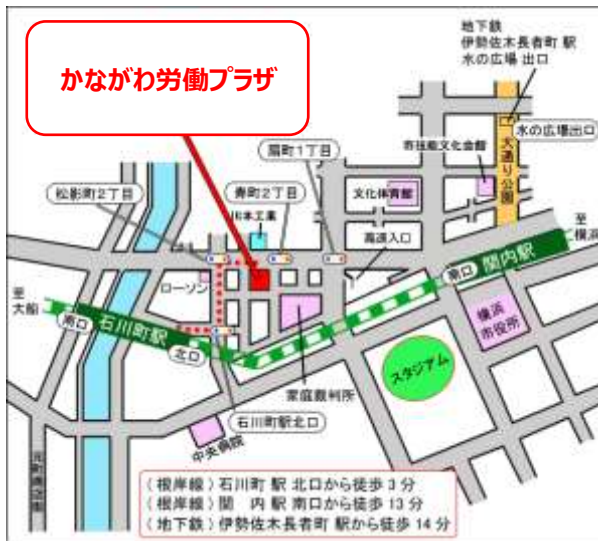 かながわ労働プラザ
地下鉄
伊勢佐木長者町 駅
水の広場 出口
水の広場出口
大通り公園
市技能文化会館
扇町1丁目
松影町2丁目
寿町2丁目
文化体育館
高速入口
至
横浜
関内駅
南口
ローソン
至
大船
南口
石川町駅
北口
横浜
市役所
スタジアム
家庭裁判所
石川町駅北口
中央病院
元町商店街
（根岸線）石川町 駅 北口から徒歩 3 分
（根岸線）関 内 駅 南口から徒歩 13 分
（地下鉄）伊勢佐木長者町 駅から徒歩 14 分